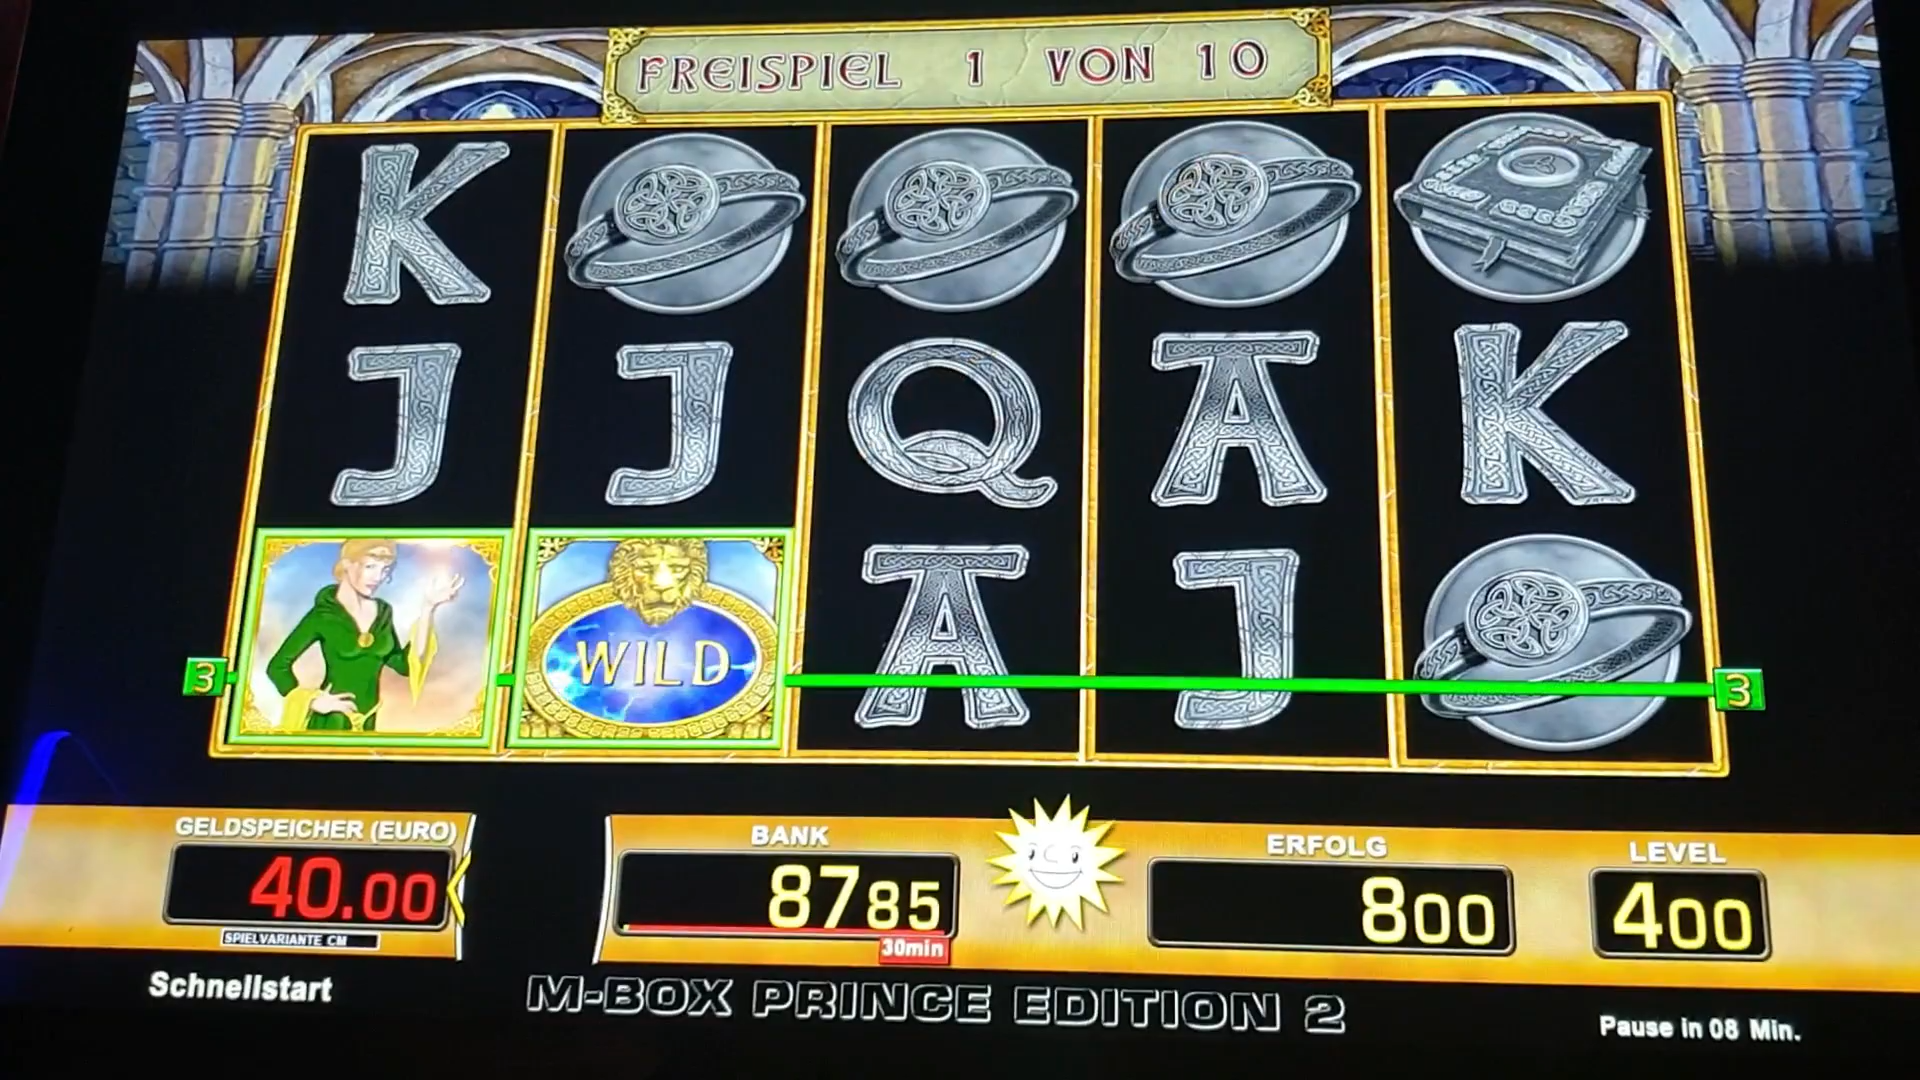 FREISPIEL 1 VON 10
K
J J Q A K
WILD A J
3 3
GELDSPEICHER (EURO) BANK ERFOLG LEVEL
40.00 8785 800 400
SPIELVARIANTE CM 30min
Schnellstart M-BOX PRINCE EDITION 2 Pause in 08 Min.